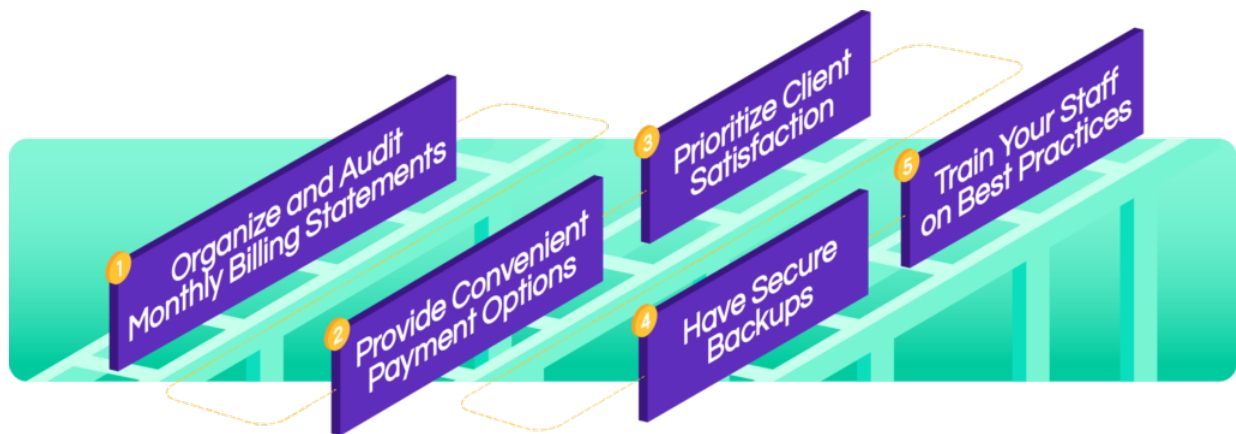 1
Organize and Audit
Monthly Billing Statements
2
Provide Convenient
Payment Options
3
Prioritize Client
Satisfaction
4
Have Secure
Backups
5
Train Your Staff
on Best Practices